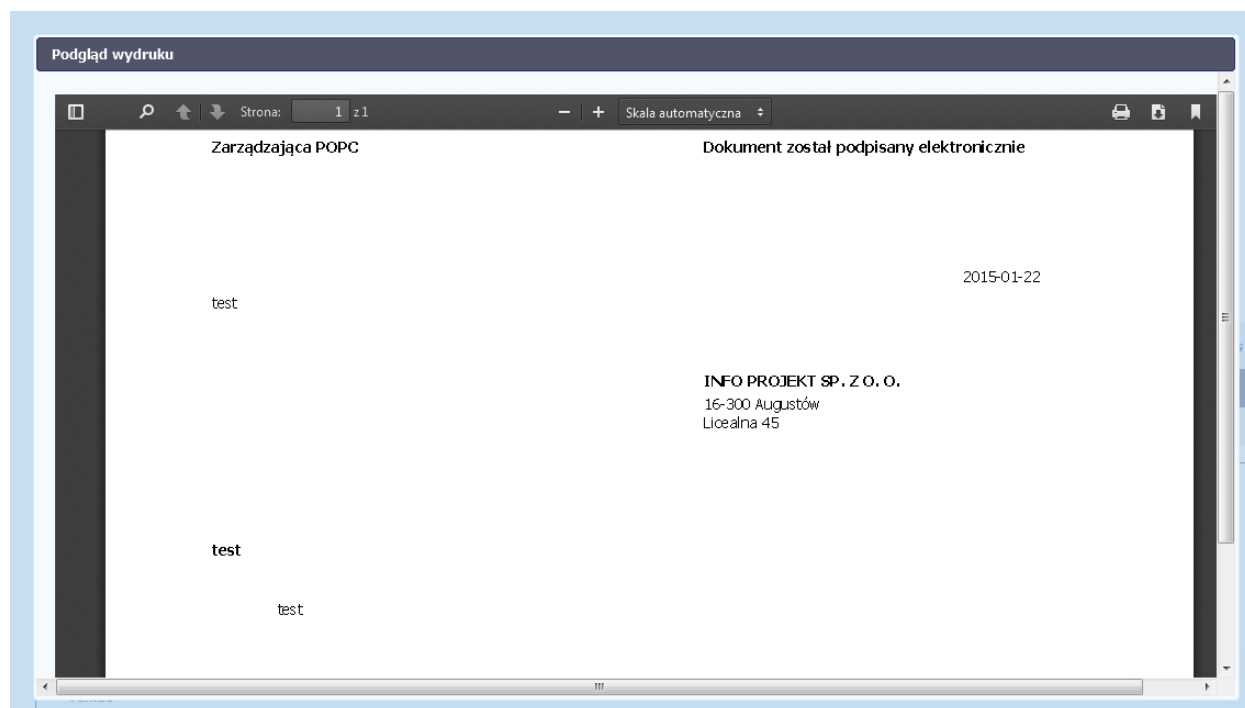 Podgląd wydruku
Strona: 1 z 1
Skala automatyczna
Zarządzająca POPC
Dokument został podpisany elektronicznie
2015-01-22
test
INFO PROJEKT SP. Z O. O.
16-300 Augustów
Licealna 45
test
test